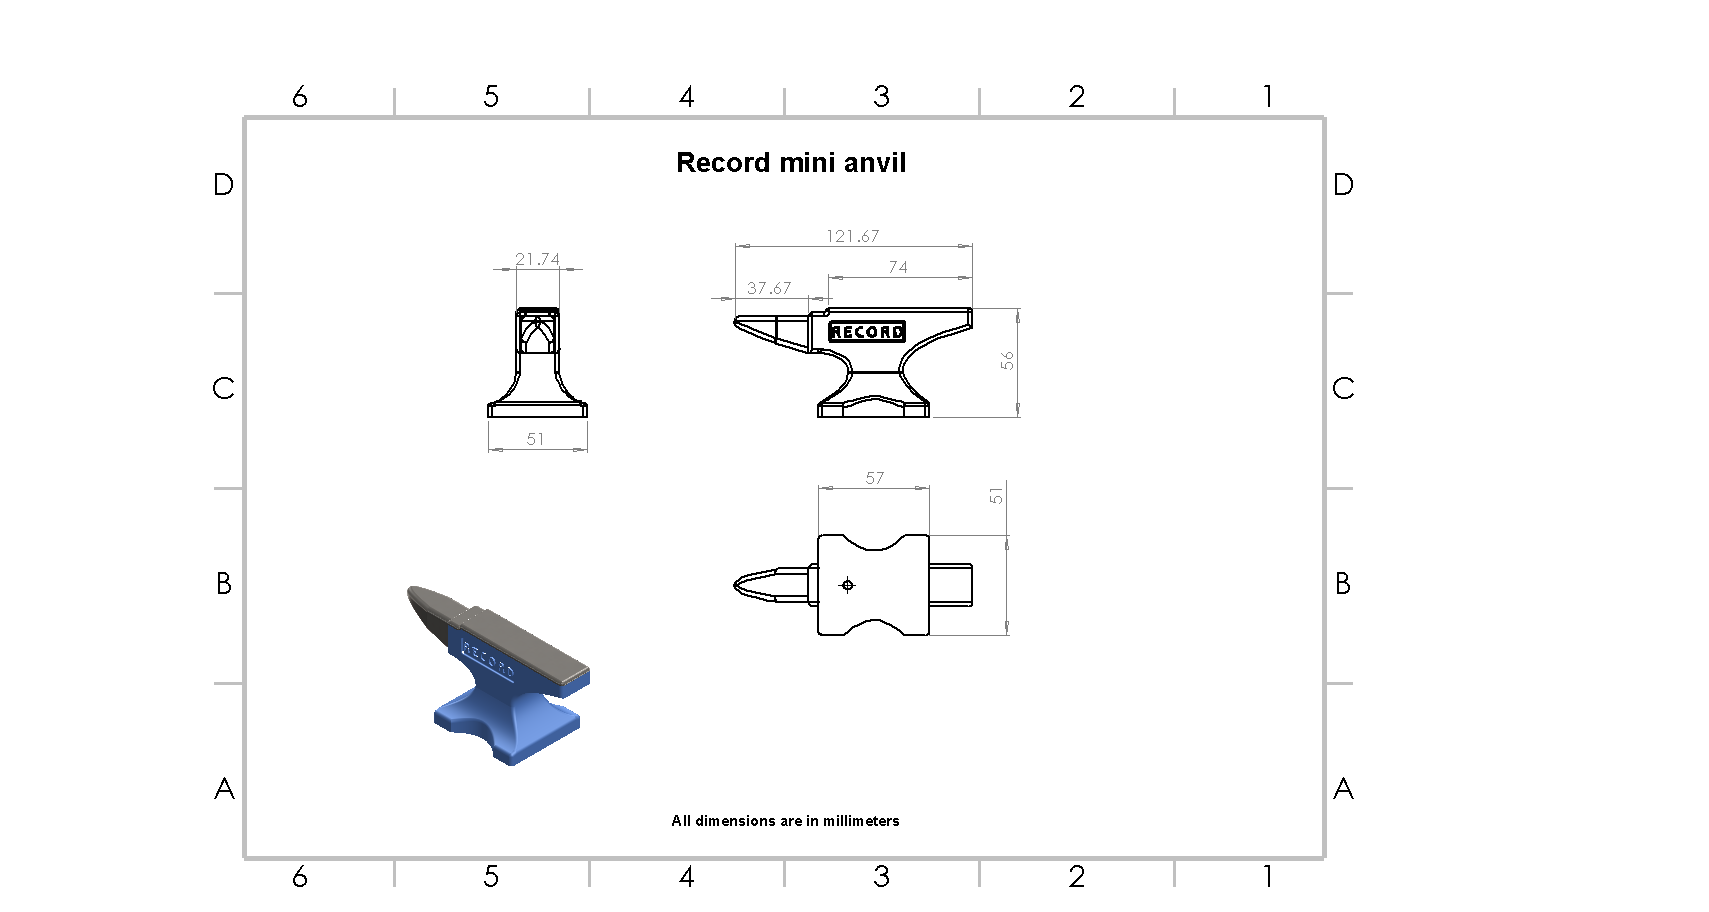 6 5 4 3 2 1
D D
Record mini anvil
121.67
21.74
74
37.67
RECORD
56
C C
51
57
51
B B
RECORD
A A
All dimensions are in millimeters
6 5 4 3 2 1